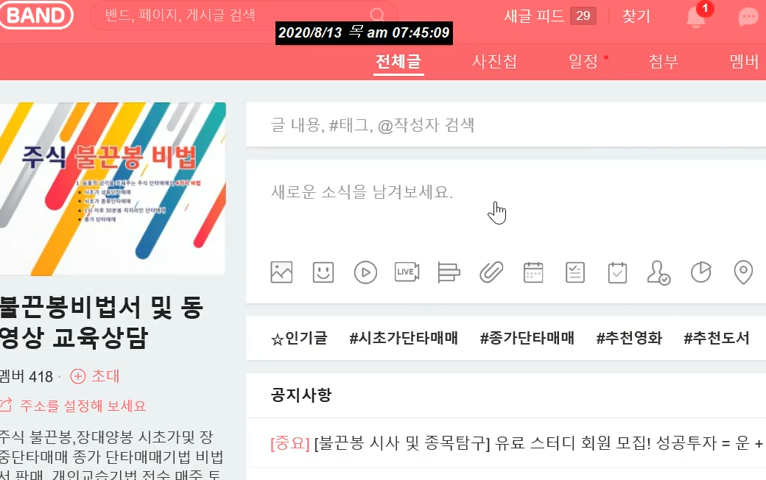 BAND
밴드, 페이지, 게시글 검색
새글 피드 29
찾기
1
2020/8/13 목 am 07:45:09
전체글 사진첩 일정 첨부 멤버
주식 불끈봉 비법
글 내용, #태그, @작성자 검색
새로운 소식을 남겨보세요.
LIVE
불끈봉비법서 및 동
영상 교육상담
멤버 418 · 초대
주소를 설정해 보세요
주식 불끈봉,장대양봉 시초가및 장
중단타매매 종가 단타매매기법 비법
서 판매, 개인교습기법 전수 매주 토
☆인기글 #시초가단타매매 #종가단타매매 #추천영화 #추천도서
공지사항
[중요] [불끈봉 시사 및 종목탐구] 유료 스터디 회원 모집! 성공투자 = 운 +